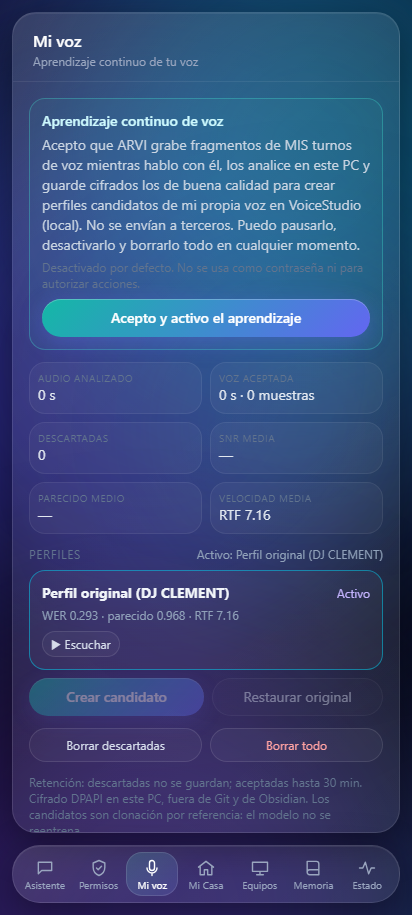 Mi voz
Aprendizaje continuo de tu voz
Aprendizaje continuo de voz
Acepto que ARVI grabe fragmentos de MIS turnos
de voz mientras hablo con él, los analice en este PC y
guarde cifrados los de buena calidad para crear
perfiles candidatos de mi propia voz en VoiceStudio
(local). No se envían a terceros. Puedo pausarlo,
desactivarlo y borrarlo todo en cualquier momento.
Desactivado por defecto. No se usa como contraseña ni para
autorizar acciones.
Acepto y activo el aprendizaje
AUDIO ANALIZADO
0 s
VOZ ACEPTADA
0 s · 0 muestras
DESCARTADAS
0
SNR MEDIA
—
PARECIDO MEDIO
—
VELOCIDAD MEDIA
RTF 7.16
PERFILES
Activo: Perfil original (DJ CLEMENT)
Perfil original (DJ CLEMENT)
Activo
WER 0.293 · parecido 0.968 · RTF 7.16
▶ Escuchar
Crear candidato
Restaurar original
Borrar descartadas
Borrar todo
Retención: descartadas no se guardan; aceptadas hasta 30 min.
Cifrado DPAPI en este PC, fuera de Git y de Obsidian. Los
candidatos son clonación por referencia: el modelo no se
reentrena.
Asistente
Permisos
Mi voz
Mi Casa
Equipos
Memoria
Estado